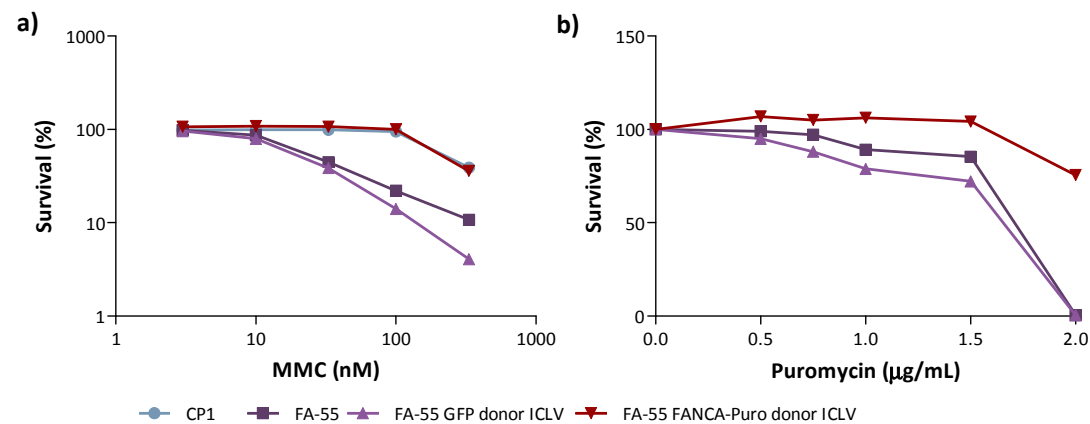 a)
1000
100
10
1
Survival (%)
1 10 100 1000
MMC (nM)
b)
150
100
50
0
Survival (%)
0.0 0.5 1.0 1.5 2.0
Puromycin (μg/mL)
CP1 FA-55 FA-55 GFP donor ICLV FA-55 FANCA-Puro donor ICLV